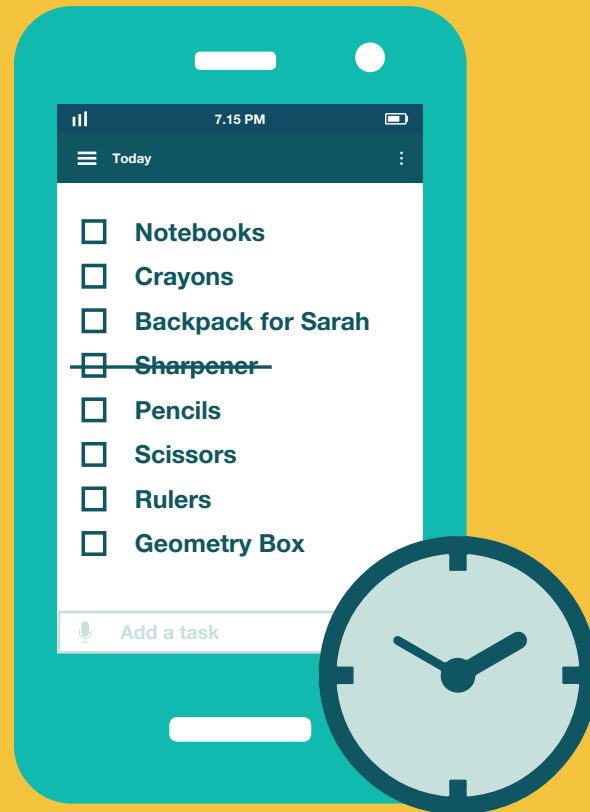 7.15 PM
Today
Notebooks
Crayons
Backpack for Sarah
Sharpener
Pencils
Scissors
Rulers
Geometry Box
Add a task